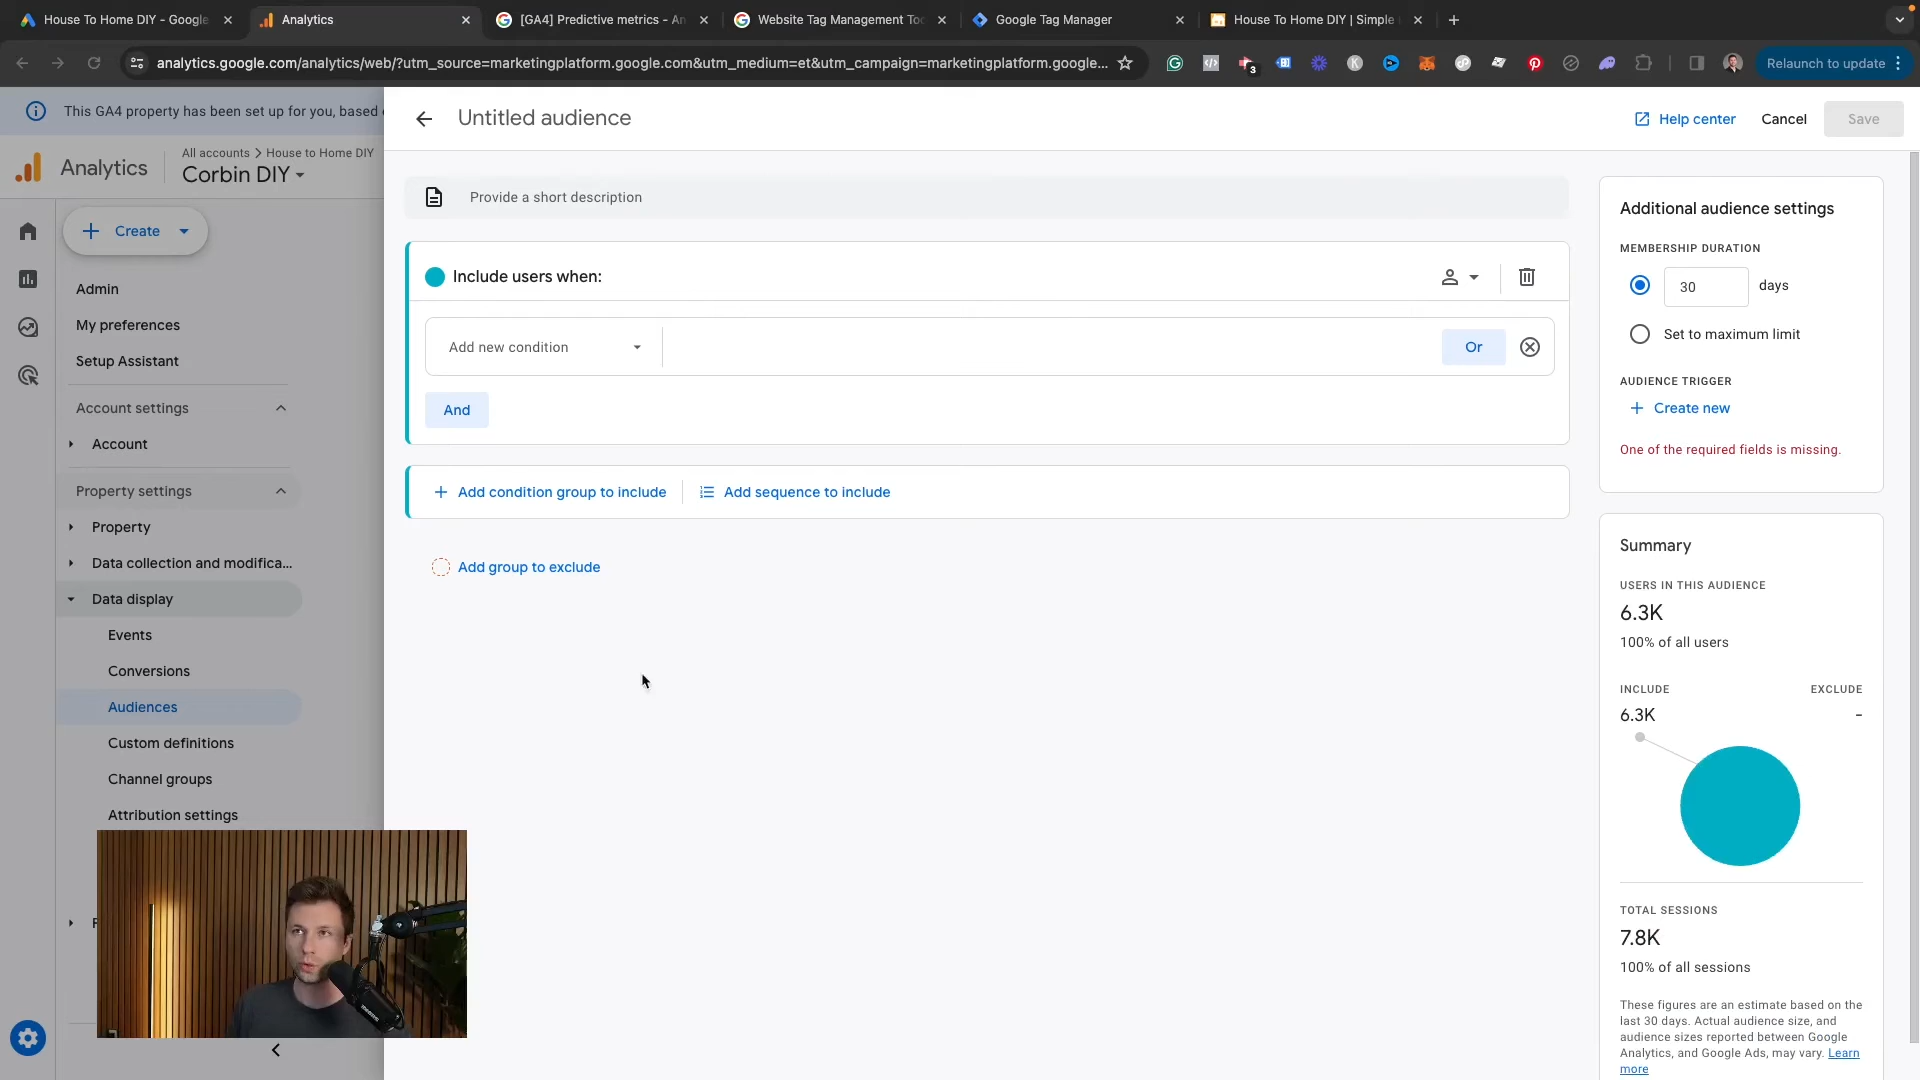 House To Home DIY - Google
Analytics
[GA4] Predictive metrics - An
Website Tag Management Too
Google Tag Manager
House To Home DIY | Simple
analytics.google.com/analytics/web/?utm_source=marketingplatform.google.com&utm_medium=et&utm_campaign=marketingplatform.google...
3
Relaunch to update
This GA4 property has been set up for you, based
Untitled audience
Help center
Cancel
Save
Analytics
All accounts > House to Home DIY
Corbin DIY
Create
Admin
My preferences
Setup Assistant
Account settings
Account
Property settings
Property
Data collection and modifica...
Data display
Events
Conversions
Audiences
Custom definitions
Channel groups
Attribution settings
Provide a short description
Include users when:
Add new condition
Or
And
Add condition group to include
Add sequence to include
Add group to exclude
Additional audience settings
MEMBERSHIP DURATION
30 days
Set to maximum limit
AUDIENCE TRIGGER
Create new
One of the required fields is missing.
Summary
USERS IN THIS AUDIENCE
6.3K
100% of all users
INCLUDE EXCLUDE
6.3K -
TOTAL SESSIONS
7.8K
100% of all sessions
These figures are an estimate based on the
last 30 days. Actual audience size, and
audience sizes reported between Google
Analytics, and Google Ads, may vary. Learn
more